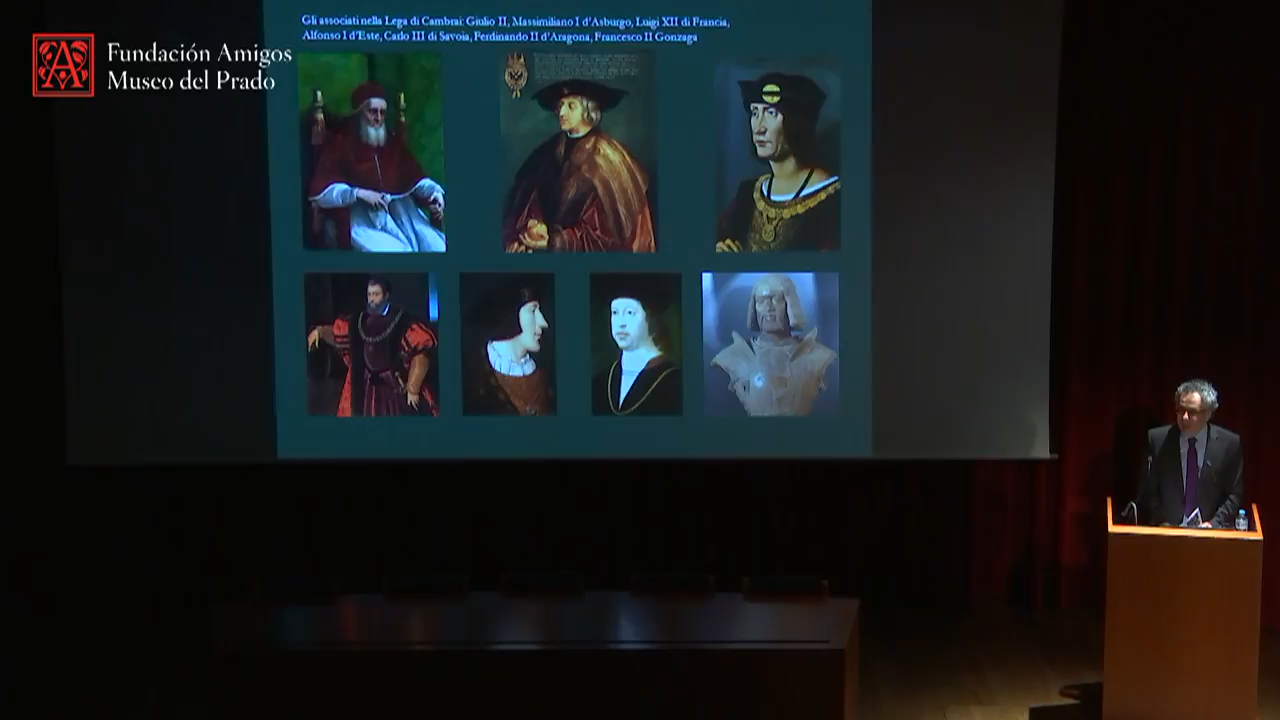 Gli associati nella Lega di Cambrai: Giulio II, Massimiliano I d'Asburgo, Luigi XII di Francia,
Alfonso I d'Este, Carlo III di Savoia, Ferdinando II d'Aragona, Francesco II Gonzaga
Fundación Amigos
Museo del Prado